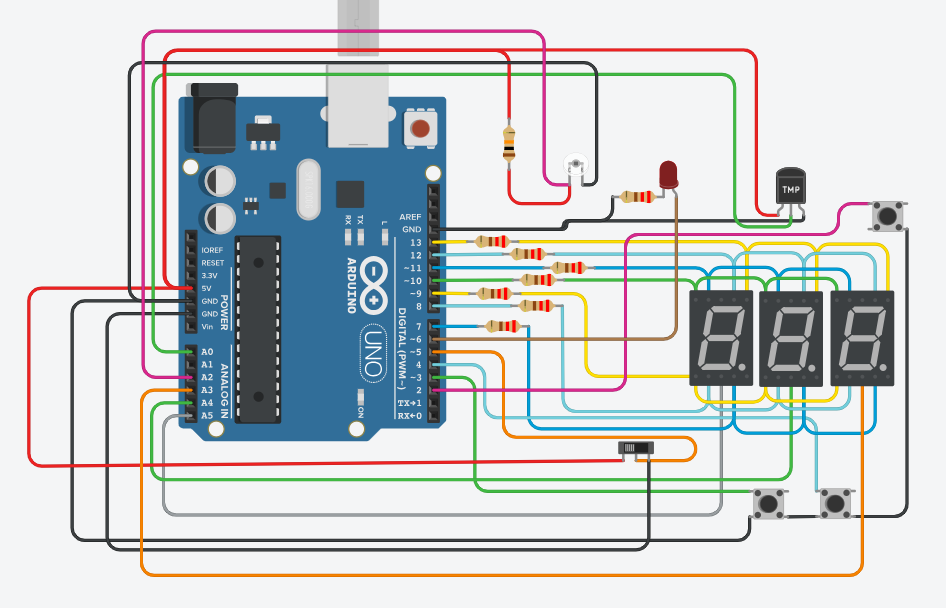 AREF
GND
13
12
~11
~10
~9
8
7
~6
~5
4
~3
2
TX→1
RX←0
DIGITAL (PWM~)
IOREF
RESET
3.3V
5V
GND
GND
Vin
POWER
A0
A1
A2
A3
A4
A5
ANALOG IN
RX
TX
L
ARDUINO
UNO
ON
TMP